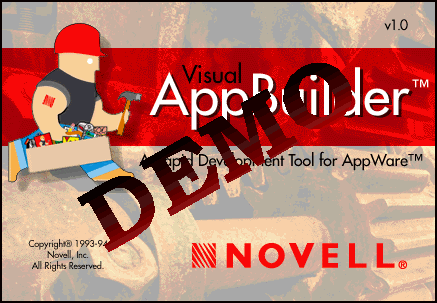 v1.0
Visual
AppBuilder™
A Rapid Development Tool for AppWare™
DEMO
Copyright® 1993-94
Novell, Inc.
All Rights Reserved.
NOVELL®